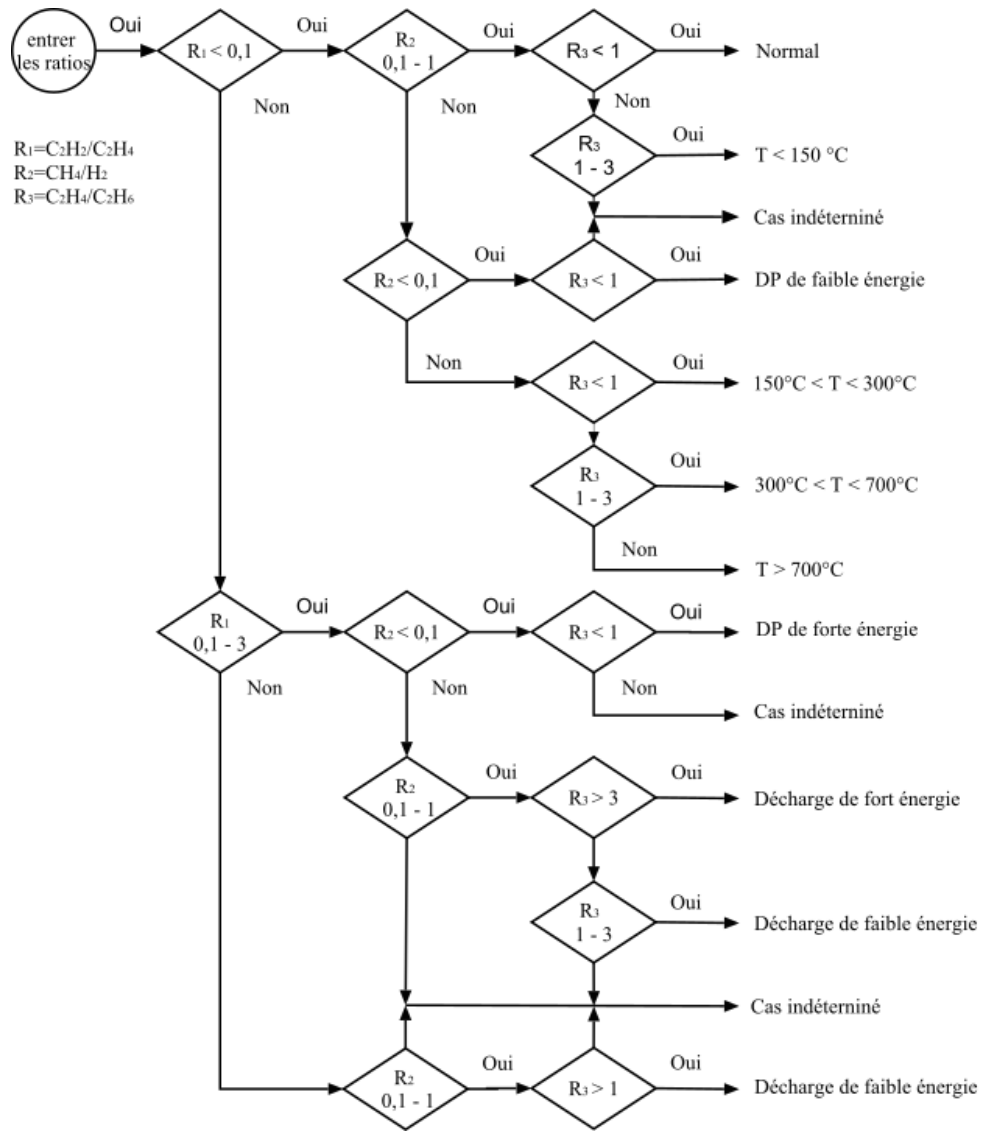 entrer
les ratios
Oui
R₁ < 0,1
Oui
R₂
0,1 - 1
Oui
R₃ < 1
Oui
Normal
Non
Non
Non
R₁=C₂H₂/C₂H₄
R₂=CH₄/H₂
R₃=C₂H₄/C₂H₆
R₃
1 - 3
Oui
T < 150 °C
Cas indéterniné
R₂ < 0,1
Oui
R₃ < 1
Oui
DP de faible énergie
Non
R₃ < 1
Oui
150°C < T < 300°C
R₃
1 - 3
Oui
300°C < T < 700°C
Non
T > 700°C
R₁
0,1 - 3
Oui
R₂ < 0,1
Oui
R₃ < 1
Oui
DP de forte énergie
Non
Non
Non
Cas indéterniné
R₂
0,1 - 1
Oui
R₃ > 3
Oui
Décharge de fort énergie
R₃
1 - 3
Oui
Décharge de faible énergie
Cas indéterniné
R₂
0,1 - 1
Oui
R₃ > 1
Oui
Décharge de faible énergie